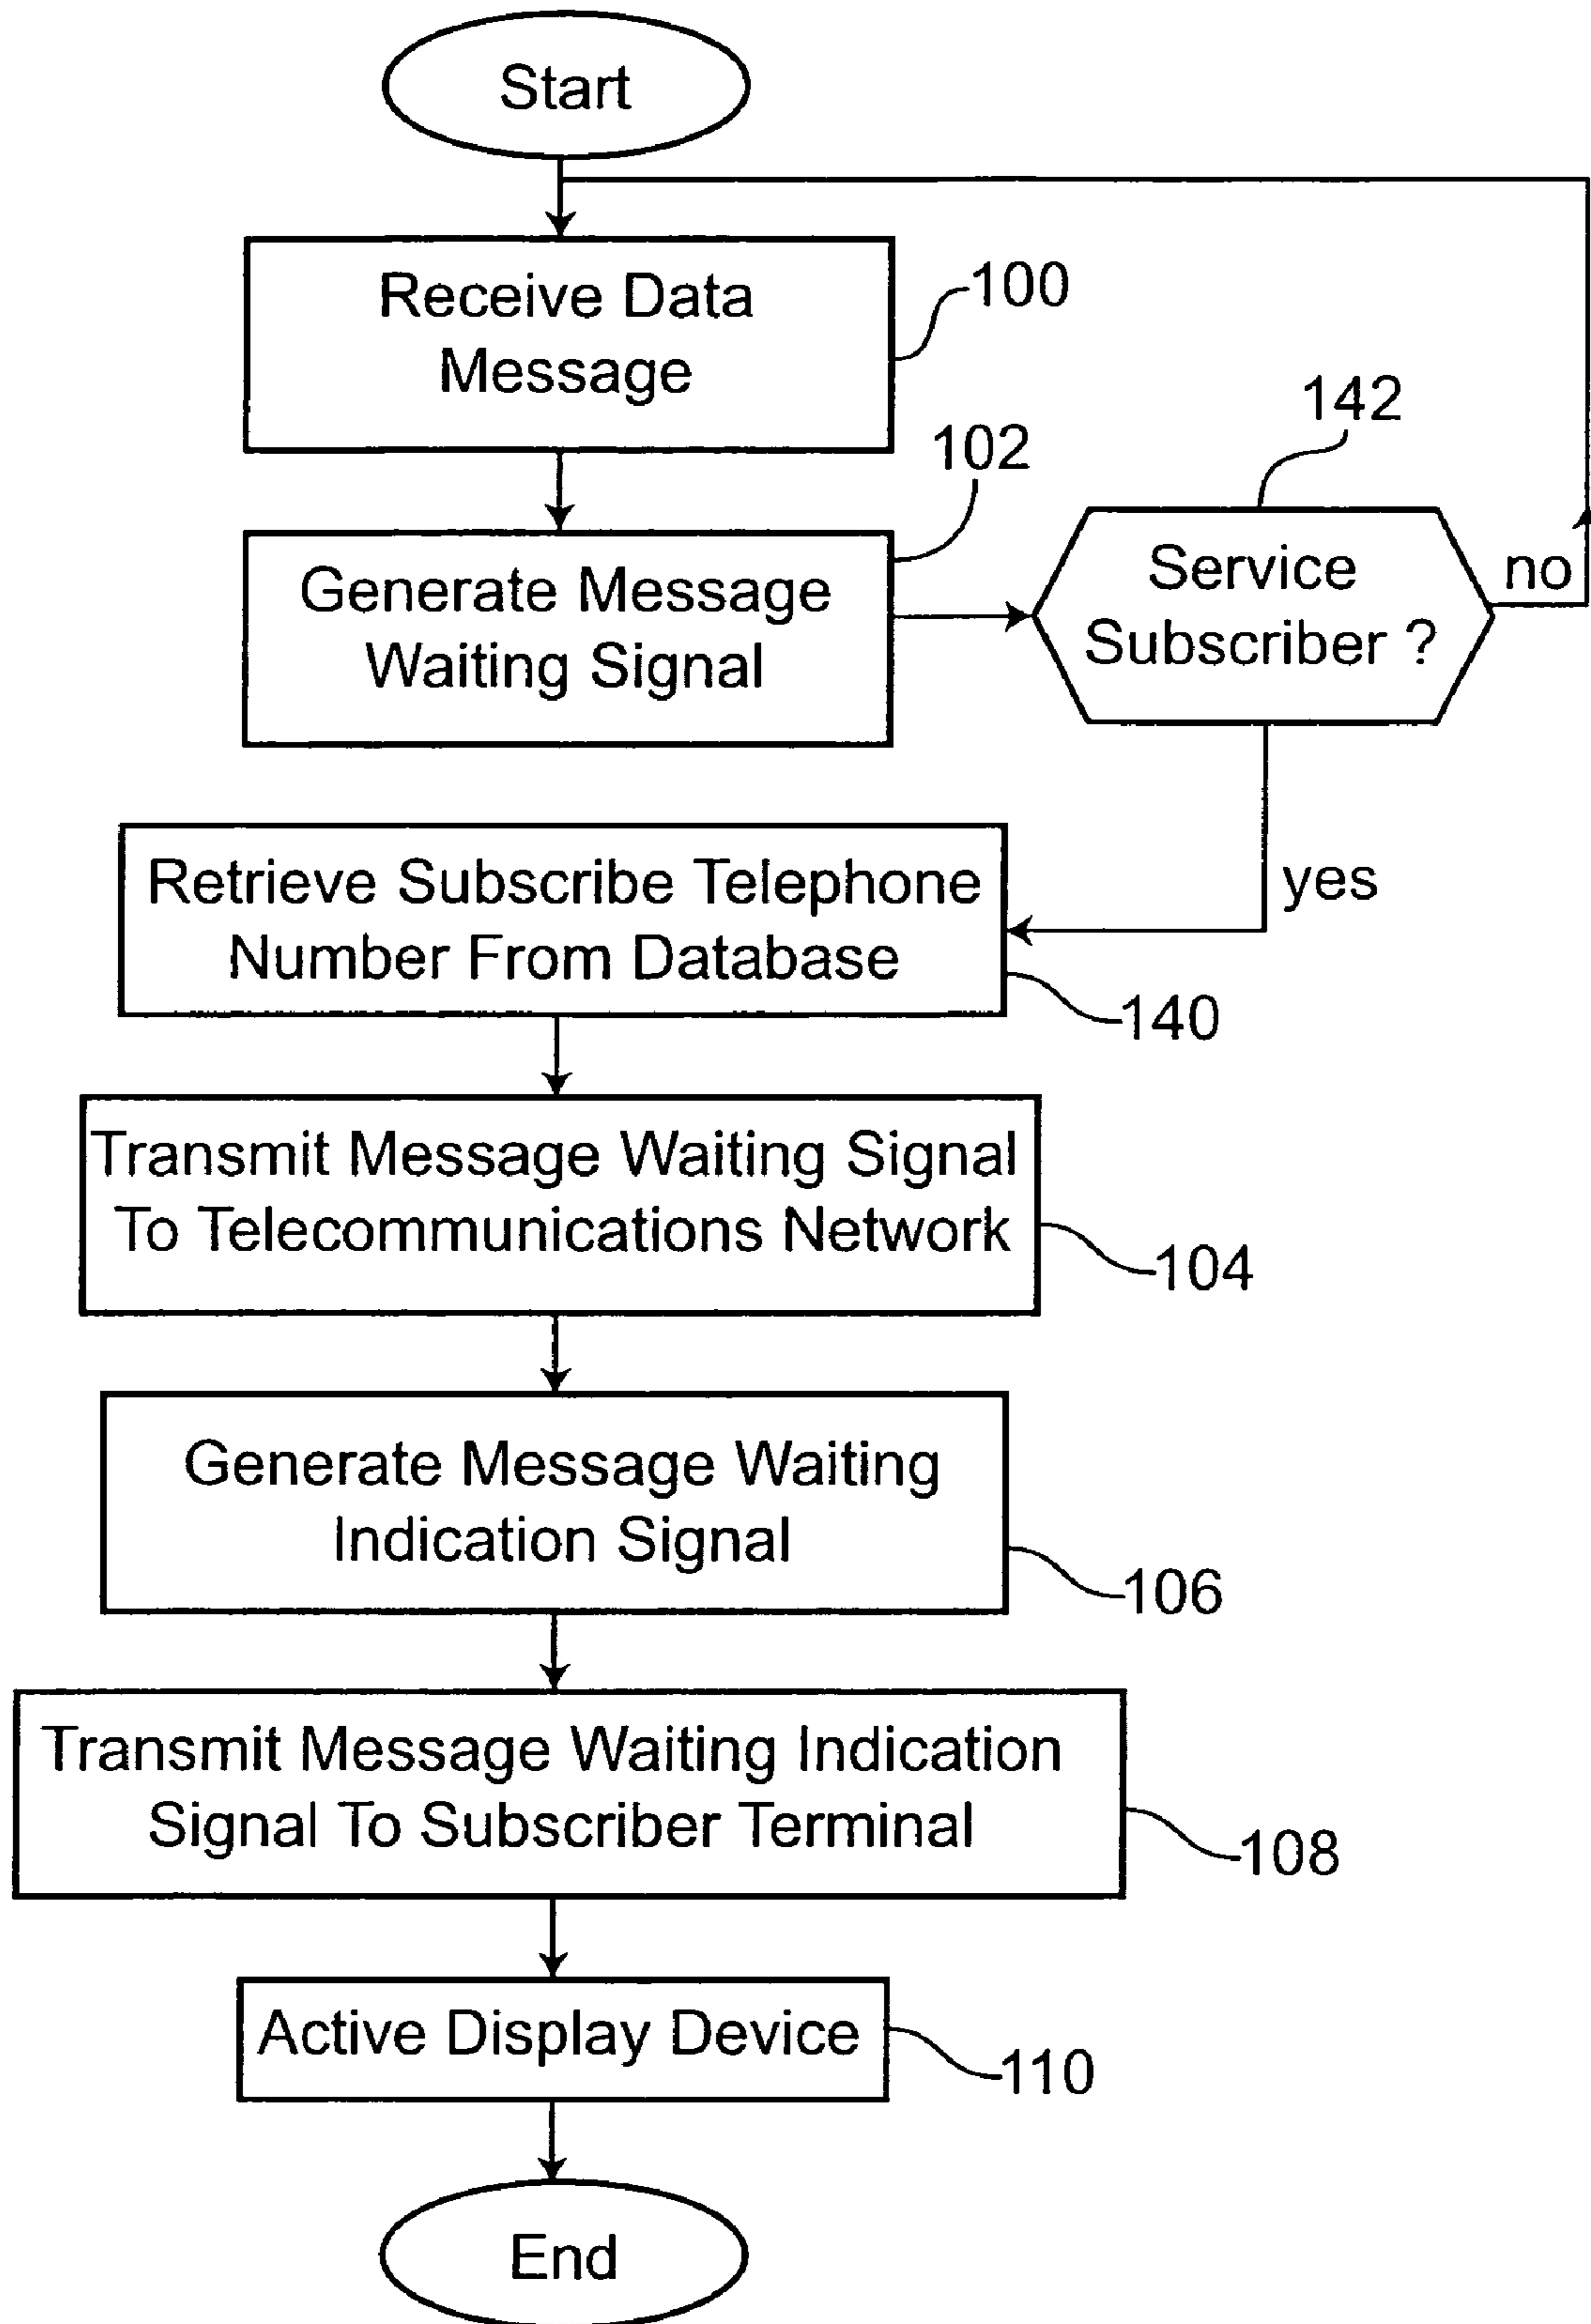 Start
Receive Data
Message
100
102
142
Generate Message
Waiting Signal
Service
Subscriber ?
no
yes
Retrieve Subscribe Telephone
Number From Database
140
Transmit Message Waiting Signal
To Telecommunications Network
104
Generate Message Waiting
Indication Signal
106
Transmit Message Waiting Indication
Signal To Subscriber Terminal
108
Active Display Device
110
End